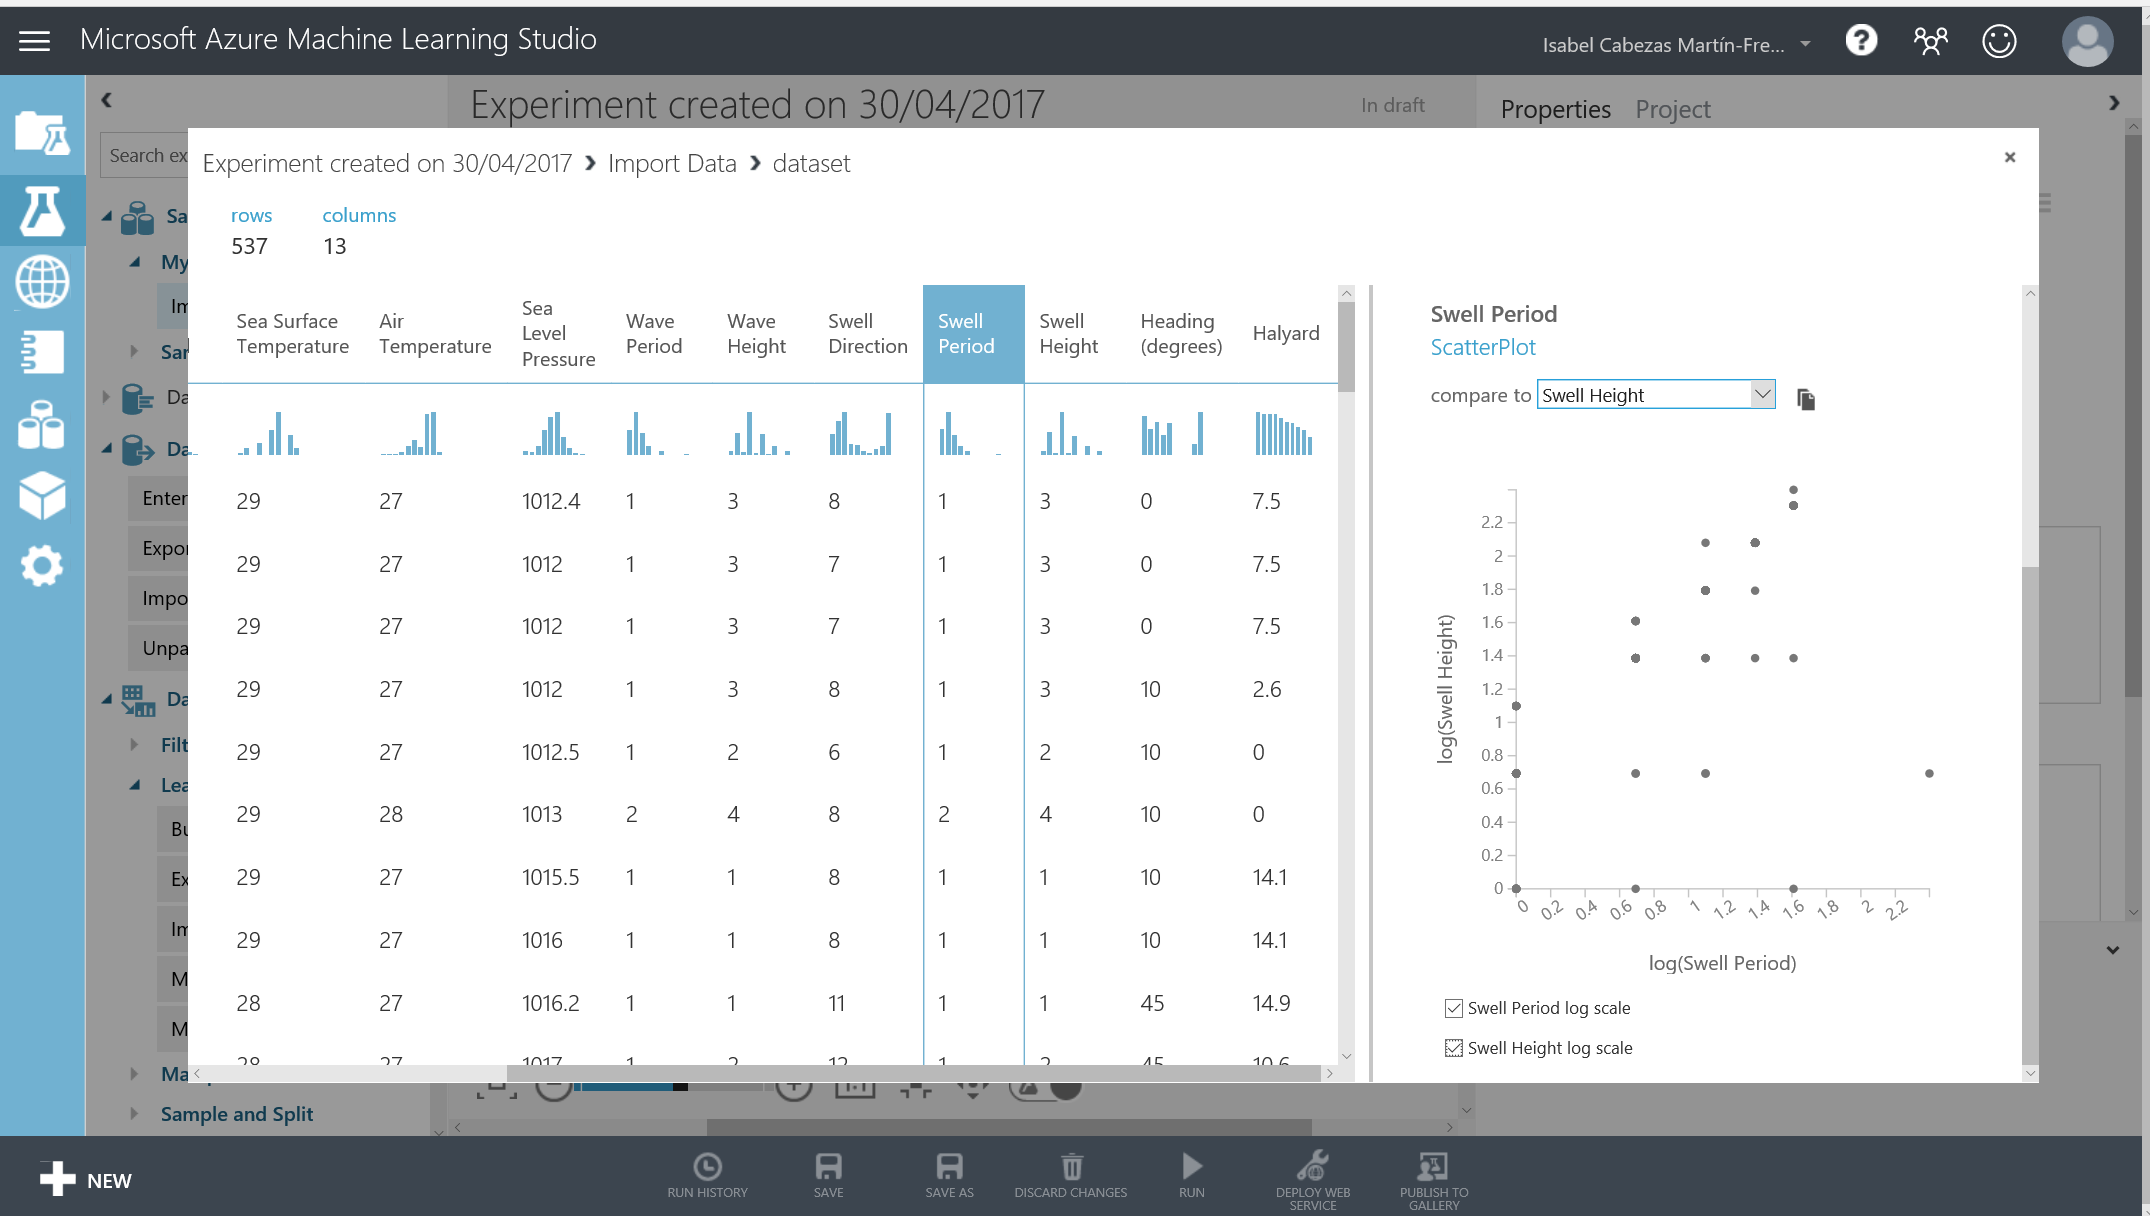 Microsoft Azure Machine Learning Studio
Isabel Cabezas Martín-Fre...
Experiment created on 30/04/2017
In draft
Properties Project
Search ex
Experiment created on 30/04/2017 › Import Data › dataset
rows columns
537 13
Sa
My
Im
Sar
Da
Da
Enter
Expor
Impo
Unpa
Da
Filt
Lea
Bu
Ex
Im
M
M
Ma
Sample and Split
Sea Surface Temperature
Air Temperature
Sea Level Pressure
Wave Period
Wave Height
Swell Direction
Swell Period
Swell Height
Heading (degrees)
Halyard
29 27 1012.4 1 3 8 1 3 0 7.5
29 27 1012 1 3 7 1 3 0 7.5
29 27 1012 1 3 7 1 3 0 7.5
29 27 1012 1 3 8 1 3 10 2.6
29 27 1012.5 1 2 6 1 2 10 0
29 28 1013 2 4 8 2 4 10 0
29 27 1015.5 1 1 8 1 1 10 14.1
29 27 1016 1 1 8 1 1 10 14.1
28 27 1016.2 1 1 11 1 1 45 14.9
28 27 1017 1 2 12 1 2 45 10.6
Swell Period
ScatterPlot
compare to Swell Height
2.2
2
1.8
1.6
1.4
1.2
1
0.8
0.6
0.4
0.2
0
log(Swell Height)
0 0.2 0.4 0.6 0.8 1 1.2 1.4 1.6 1.8 2 2.2
log(Swell Period)
Swell Period log scale
Swell Height log scale
NEW
RUN HISTORY
SAVE
SAVE AS
DISCARD CHANGES
RUN
DEPLOY WEB SERVICE
PUBLISH TO GALLERY